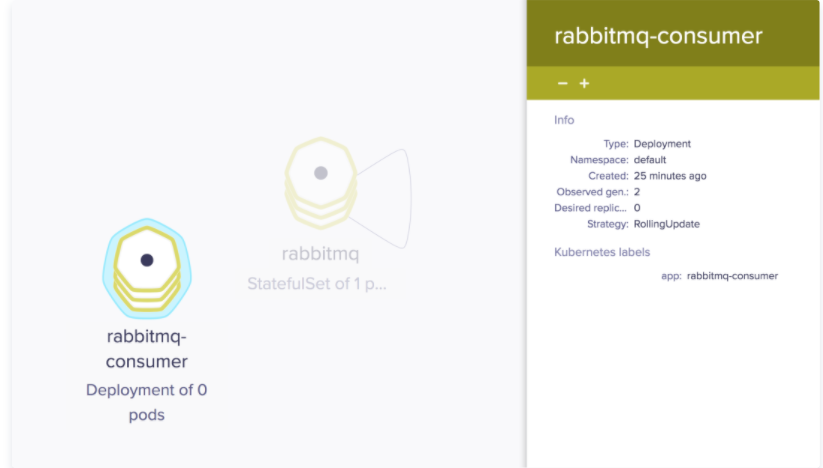 rabbitmq-consumer
− +
Info
Type: Deployment
Namespace: default
Created: 25 minutes ago
Observed gen.: 2
Desired replic... 0
Strategy: RollingUpdate
Kubernetes labels
app: rabbitmq-consumer
rabbitmq
StatefulSet of 1 p...
rabbitmq-
consumer
Deployment of 0
pods